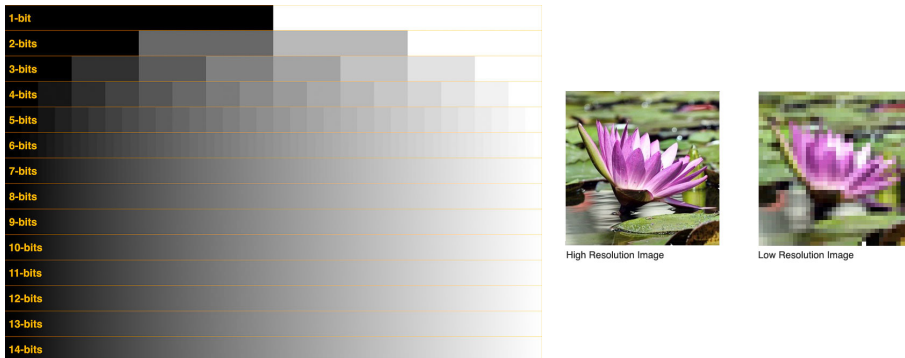 1-bit
2-bits
3-bits
4-bits
5-bits
6-bits
7-bits
8-bits
9-bits
10-bits
11-bits
12-bits
13-bits
14-bits
High Resolution Image
Low Resolution Image